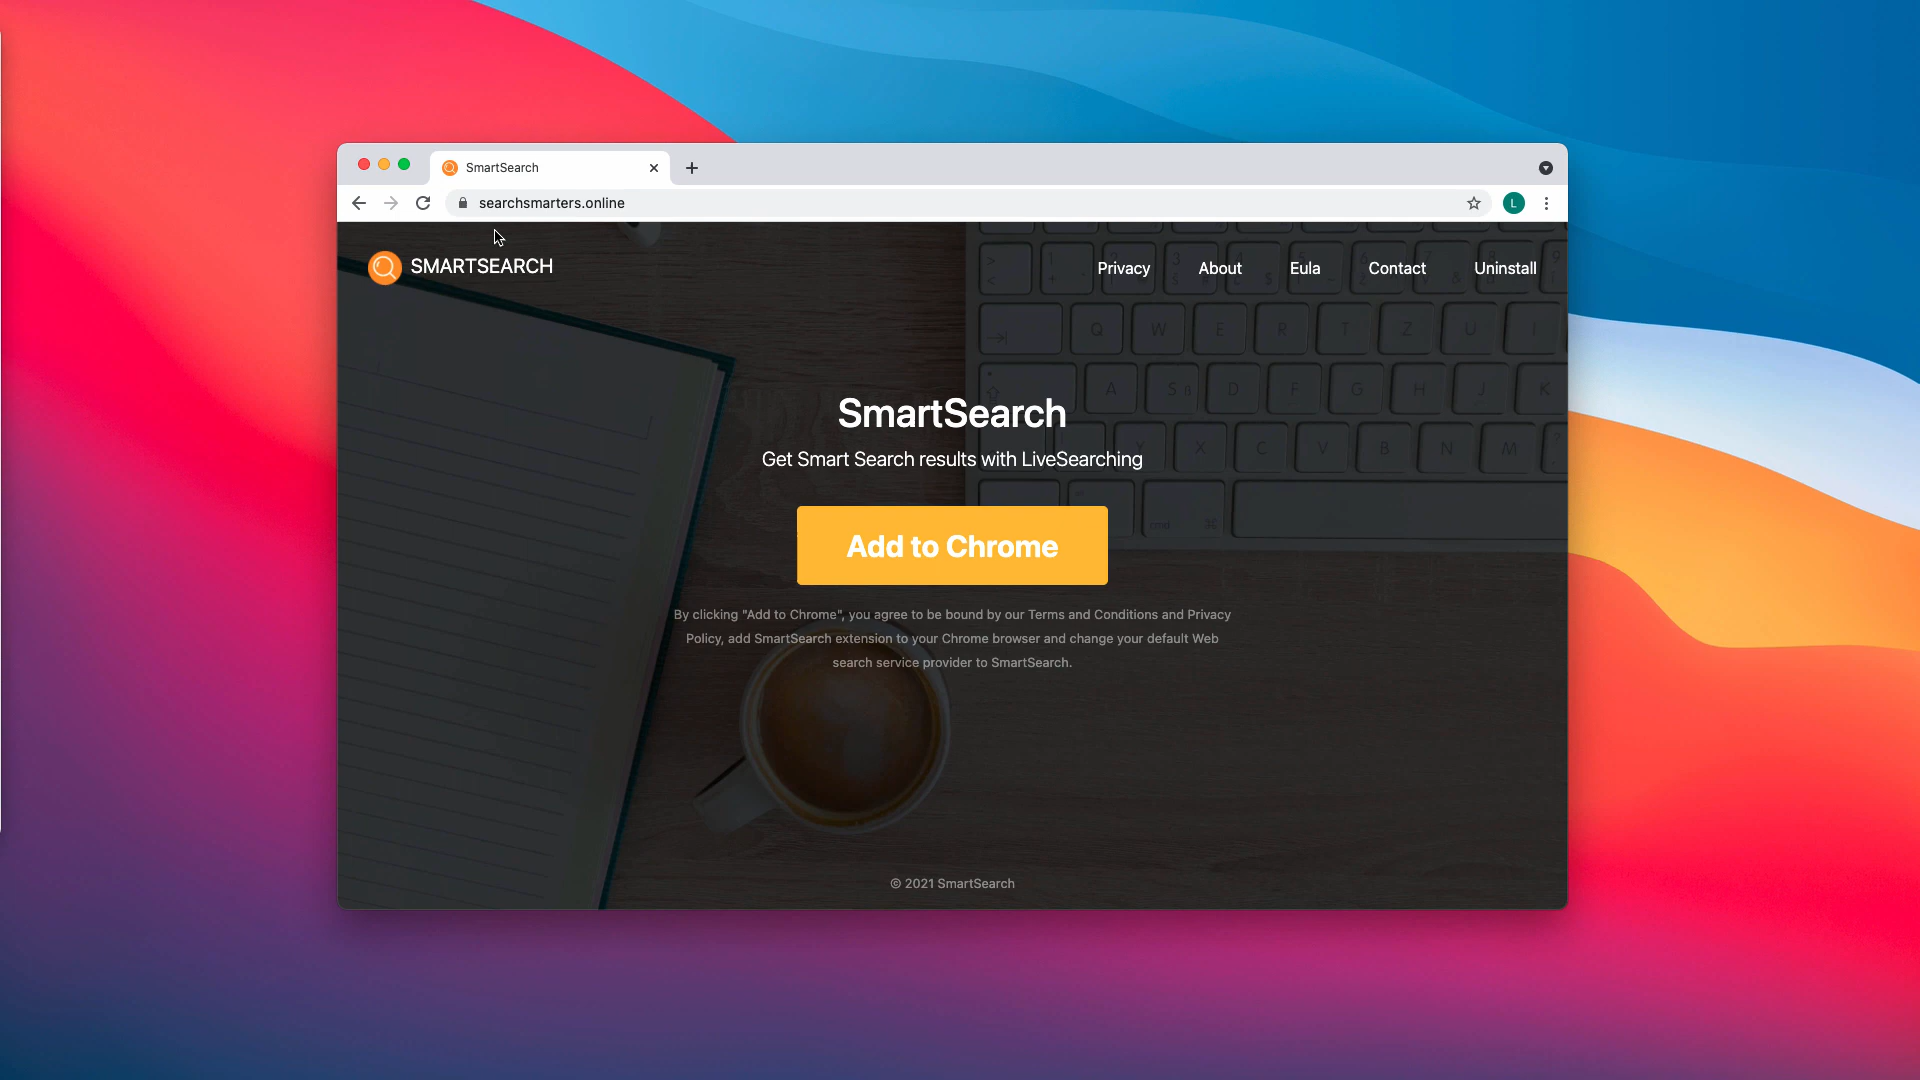 SmartSearch
searchsmarters.online
L
SMARTSEARCH
Privacy About Eula Contact Uninstall
SmartSearch
Get Smart Search results with LiveSearching
Add to Chrome
By clicking "Add to Chrome", you agree to be bound by our Terms and Conditions and Privacy
Policy, add SmartSearch extension to your Chrome browser and change your default Web
search service provider to SmartSearch.
© 2021 SmartSearch
Q W E R T Z U I
A S D F G H J K
Y X C V B N M
cmd ⌘